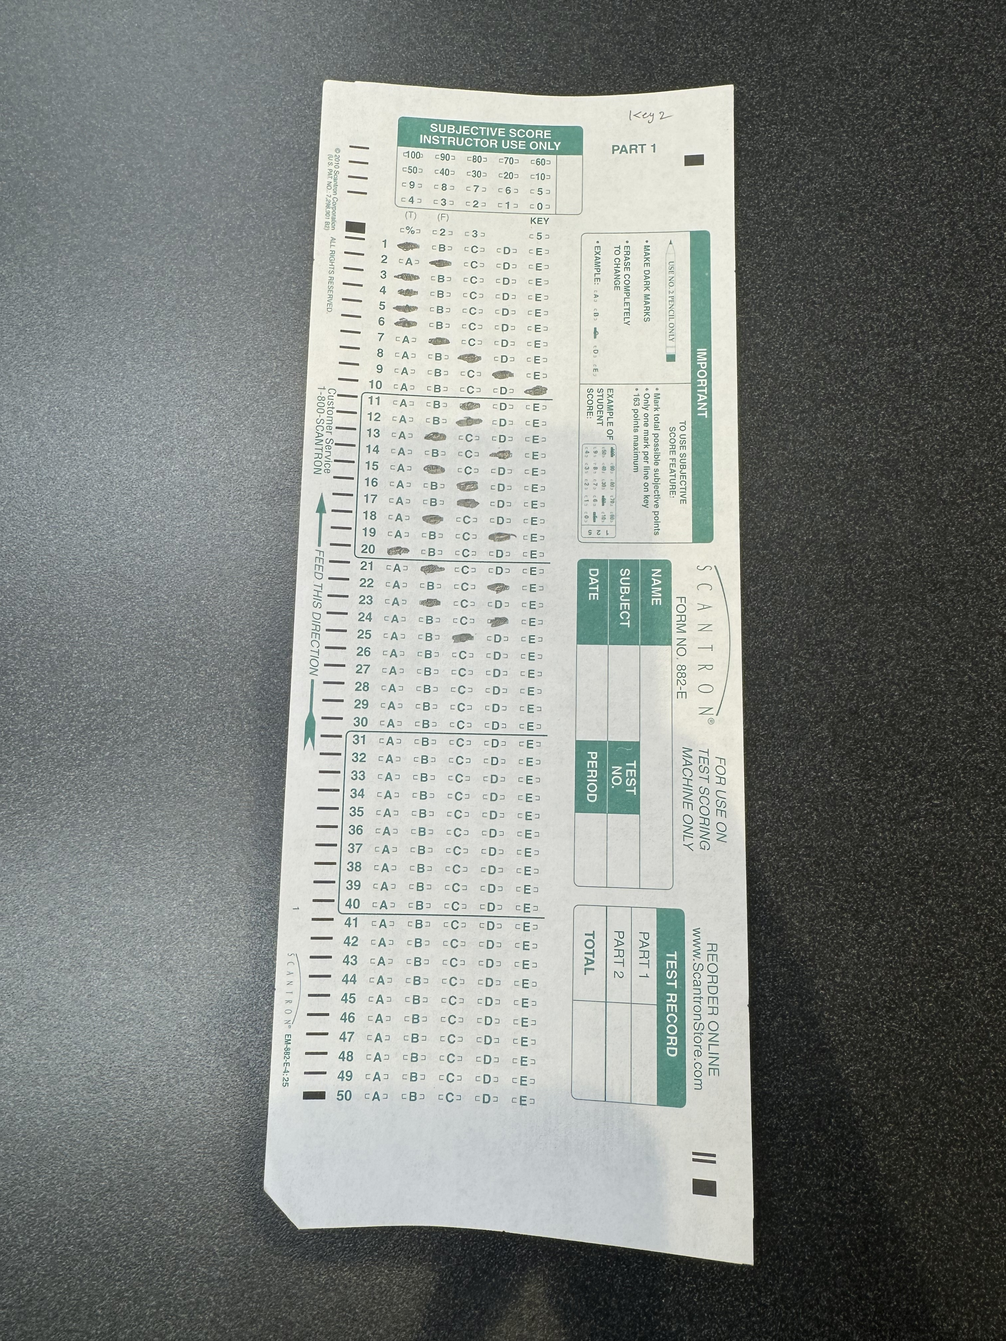 Key 2
PART 1
SUBJECTIVE SCORE
INSTRUCTOR USE ONLY
100 90 80 70 60
50 40 30 20 10
9 8 7 6 5
4 3 2 1 0
(T) (F) KEY
% 2 3 5
1 B C D E
2 A C D E
3 B C D E
4 B C D E
5 B C D E
6 B C D E
7 A C D E
8 A B D E
9 A B C E
10 A B C D
11 A B D E
12 A B D E
13 A C D E
14 A B C E
15 A C D E
16 A B D E
17 A B D E
18 A C D E
19 A B C E
20 B C D E
21 A C D E
22 A B C E
23 A C D E
24 A B C E
25 A B D E
26 A B C D E
27 A B C D E
28 A B C D E
29 A B C D E
30 A B C D E
31 A B C D E
32 A B C D E
33 A B C D E
34 A B C D E
35 A B C D E
36 A B C D E
37 A B C D E
38 A B C D E
39 A B C D E
40 A B C D E
41 A B C D E
42 A B C D E
43 A B C D E
44 A B C D E
45 A B C D E
46 A B C D E
47 A B C D E
48 A B C D E
49 A B C D E
50 A B C D E
IMPORTANT
USE NO. 2 PENCIL ONLY
• MAKE DARK MARKS
• ERASE COMPLETELY
TO CHANGE
• EXAMPLE: A B D E
TO USE SUBJECTIVE
SCORE FEATURE:
• Mark total possible subjective points
• Only one mark per line on key
• 163 points maximum
EXAMPLE OF
STUDENT
SCORE:
SCANTRON®
FORM NO. 882-E
FOR USE ON
TEST SCORING
MACHINE ONLY
NAME
SUBJECT
TEST
NO.
DATE
PERIOD
REORDER ONLINE
www.ScantronStore.com
TEST RECORD
PART 1
PART 2
TOTAL
© 2010 Scantron Corporation ALL RIGHTS RESERVED.
Customer Service
1-800-SCANTRON
FEED THIS DIRECTION
1
SCANTRON® EM-882-E-4: 25